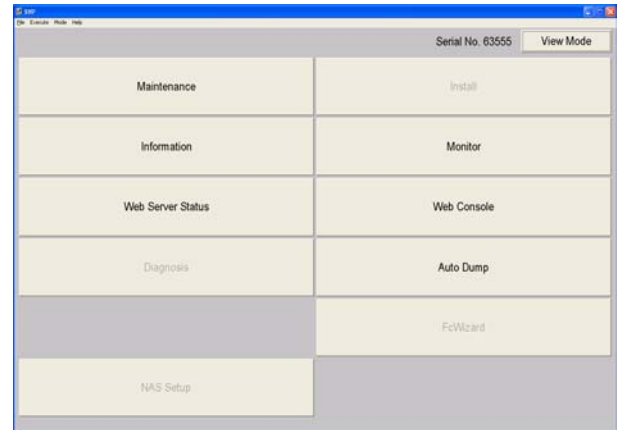 SVP
File Execute Mode Help
Serial No. 63555 View Mode
Maintenance Install
Information Monitor
Web Server Status Web Console
Diagnosis Auto Dump
FcWizard
NAS Setup